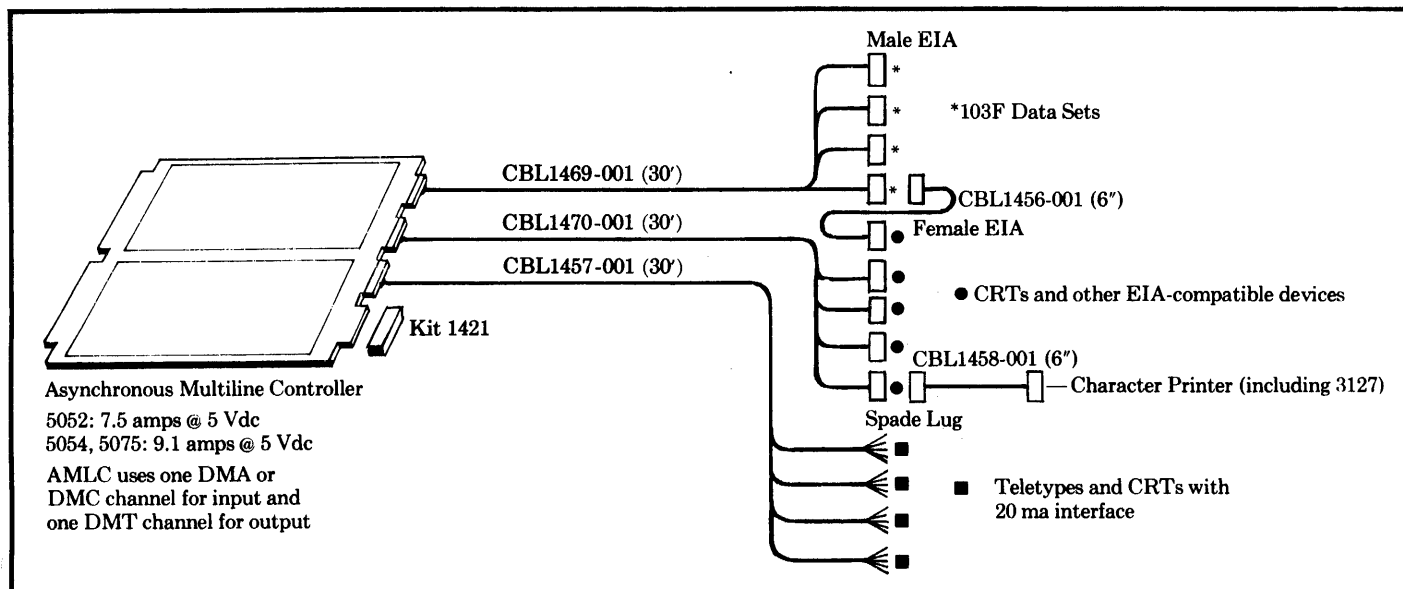 Male EIA
*
*
*103F Data Sets
*
CBL1469-001 (30′)
*
CBL1456-001 (6″)
CBL1470-001 (30′)
Female EIA
CBL1457-001 (30′)
● CRTs and other EIA-compatible devices
Kit 1421
CBL1458-001 (6″)
Character Printer (including 3127)
Spade Lug
Asynchronous Multiline Controller
5052: 7.5 amps @ 5 Vdc
5054, 5075: 9.1 amps @ 5 Vdc
AMLC uses one DMA or
DMC channel for input and
one DMT channel for output
■ Teletypes and CRTs with
20 ma interface